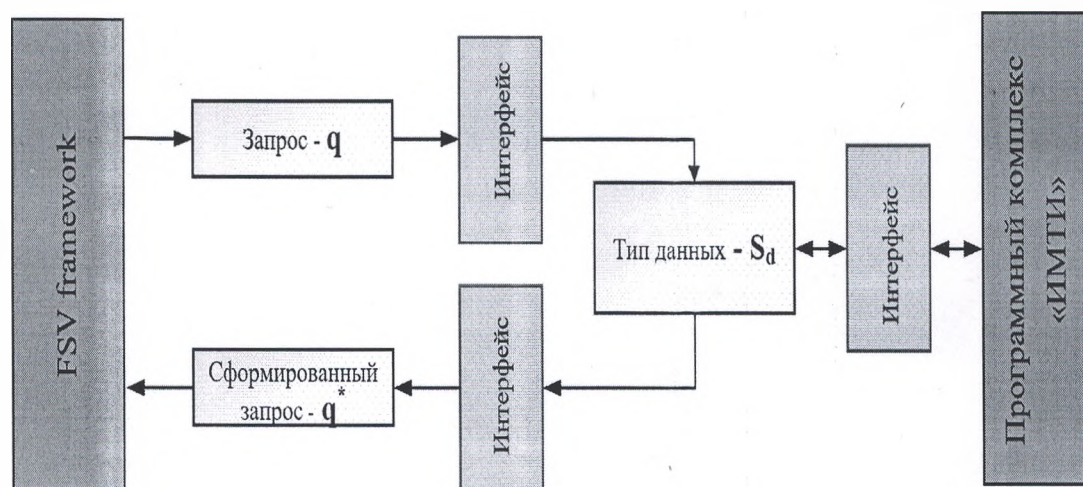 FSV framework
Запрос - q
Интерфейс
Тип данных - Sd
Интерфейс
Программный комплекс
«ИМТИ»
Сформированный
запрос - q*
Интерфейс